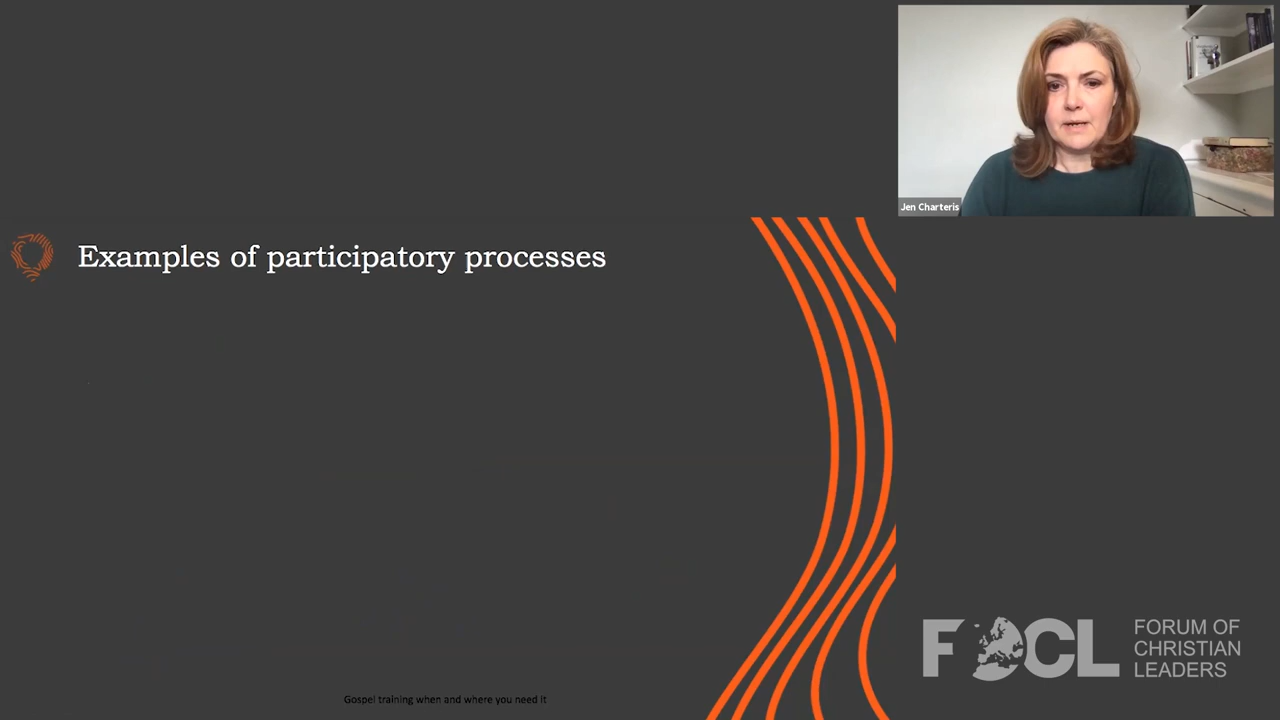 Jen Charteris
Examples of participatory processes
FOCL
FORUM OF
CHRISTIAN
LEADERS
Gospel training when and where you need it